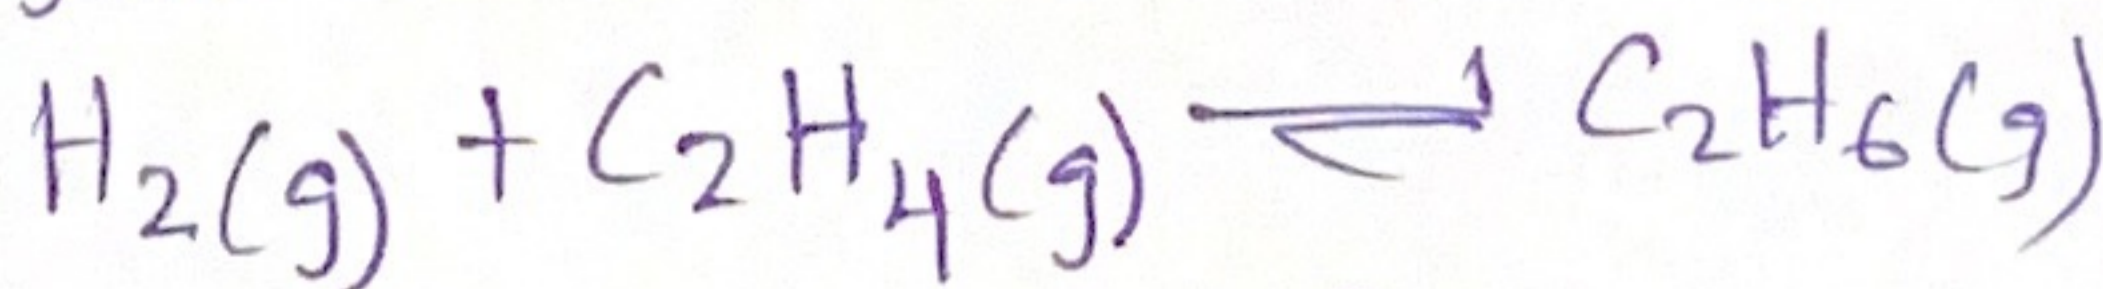 H₂(g) + C₂H₄(g) ⇌ C₂H₆(g)